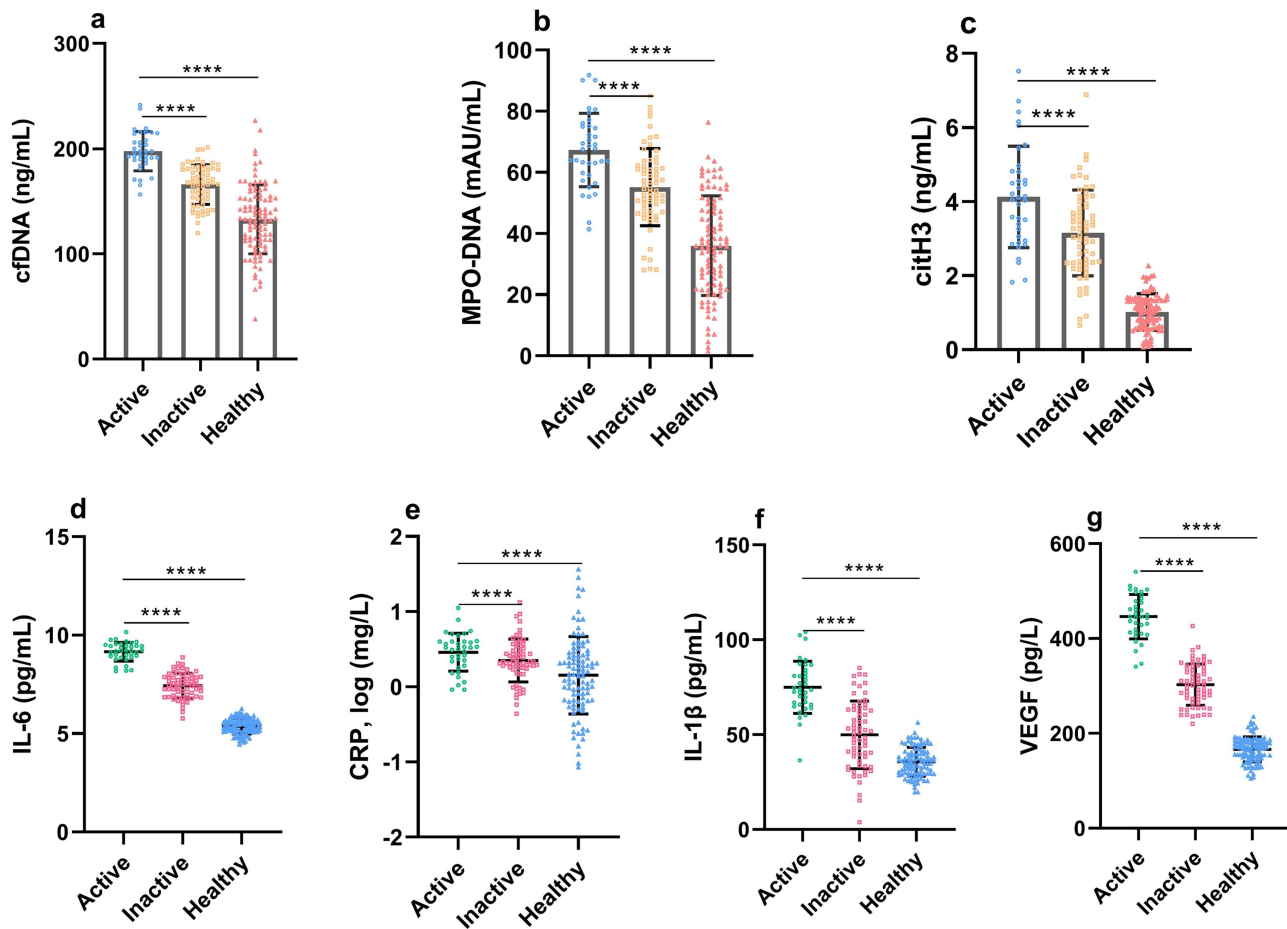 a
cfDNA (ng/mL)
300
200
100
0
****
****
Active
Inactive
Healthy
b
MPO-DNA (mAU/mL)
100
80
60
40
20
0
****
****
Active
Inactive
Healthy
c
citH3 (ng/mL)
8
6
4
2
0
****
****
Active
Inactive
Healthy
d
IL-6 (pg/mL)
15
10
5
0
****
****
Active
Inactive
Healthy
e
CRP, log (mg/L)
2
1
0
-1
-2
****
****
Active
Inactive
Healthy
f
IL-1β (pg/mL)
150
100
50
0
****
****
Active
Inactive
Healthy
g
VEGF (pg/L)
600
400
200
0
****
****
Active
Inactive
Healthy